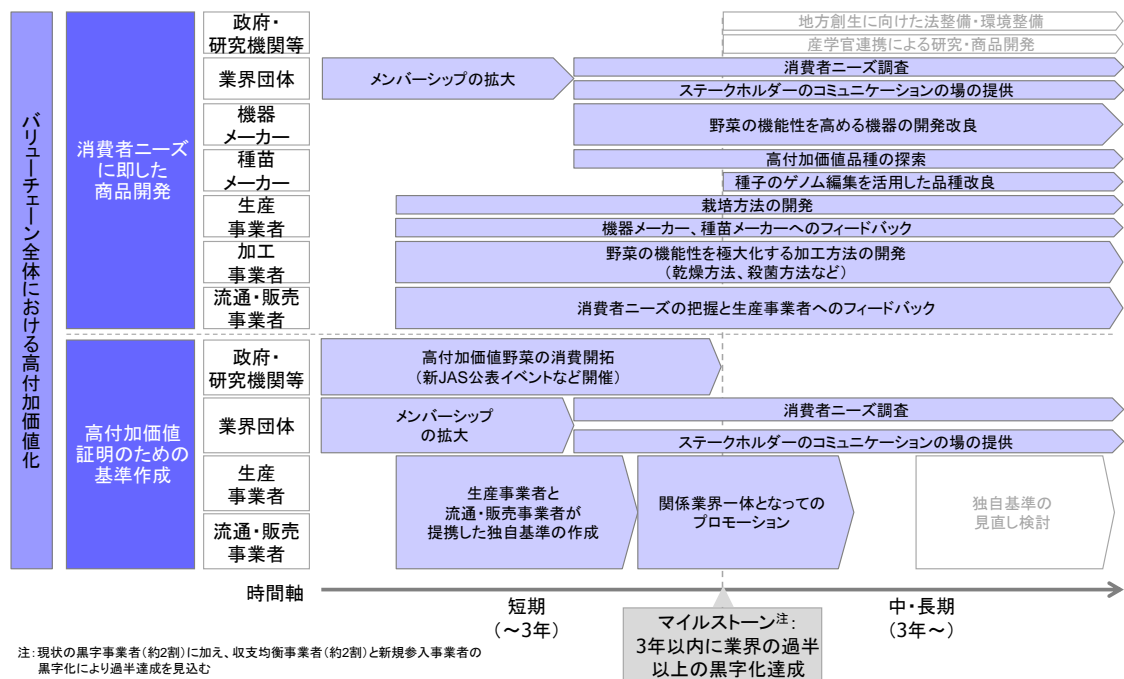 バリューチェーン全体における高付加価値化
消費者ニーズ
に即した
商品開発
政府・
研究機関等
地方創生に向けた法整備・環境整備
産学官連携による研究・商品開発
業界団体
メンバーシップの拡大
消費者ニーズ調査
ステークホルダーのコミュニケーションの場の提供
機器
メーカー
野菜の機能性を高める機器の開発改良
種苗
メーカー
高付加価値品種の探索
種子のゲノム編集を活用した品種改良
生産
事業者
栽培方法の開発
機器メーカー、種苗メーカーへのフィードバック
加工
事業者
野菜の機能性を極大化する加工方法の開発
(乾燥方法、殺菌方法など)
流通・販売
事業者
消費者ニーズの把握と生産事業者へのフィードバック
高付加価値
証明のための
基準作成
政府・
研究機関等
高付加価値野菜の消費開拓
(新JAS公表イベントなど開催)
業界団体
メンバーシップ
の拡大
消費者ニーズ調査
ステークホルダーのコミュニケーションの場の提供
生産
事業者
流通・販売
事業者
生産事業者と
流通・販売事業者が
提携した独自基準の作成
関係業界一体となっての
プロモーション
独自基準の
見直し検討
時間軸
短期
(~3年)
マイルストーン注:
3年以内に業界の過半
以上の黒字化達成
中・長期
(3年~)
注:現状の黒字事業者(約2割)に加え、収支均衡事業者(約2割)と新規参入事業者の
黒字化により過半達成を見込む